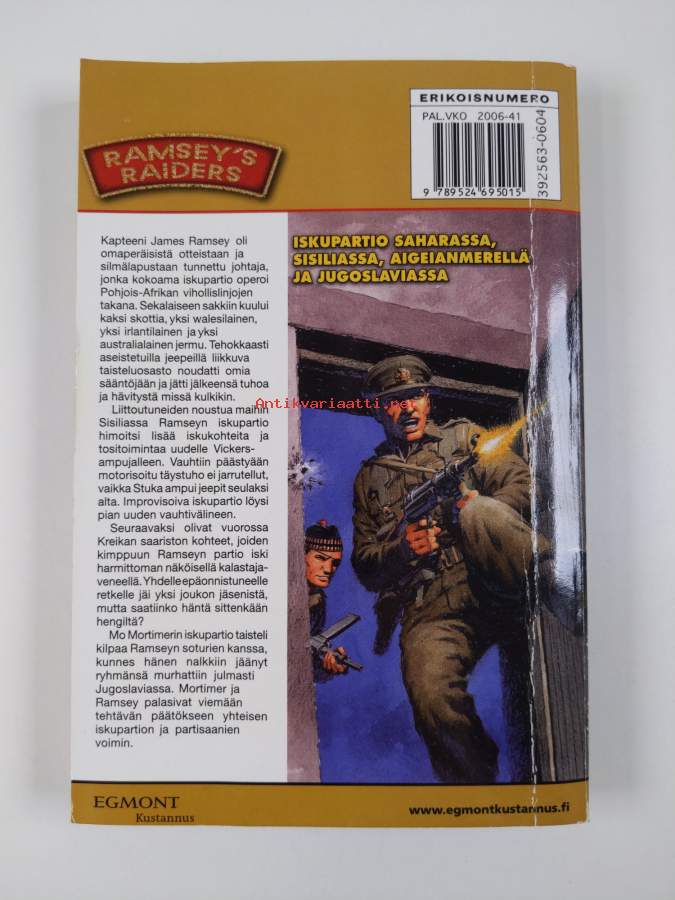 ERIKOISNUMERO
PAL.VKO 2006-41
9 789524 695015
392563-0604
RAMSEY'S
RAIDERS
ISKUPARTIO SAHARASSA,
SISILIASSA, AIGEIANMERELLÄ
JA JUGOSLAVIASSA
Kapteeni James Ramsey oli
omaperäisistä otteistaan ja
silmälapustaan tunnettu johtaja,
jonka kokoama iskupartio operoi
Pohjois-Afrikan vihollislinjojen
takana. Sekalaiseen sakkiin kuului
kaksi skottia, yksi walesilainen,
yksi irlantilainen ja yksi
australialainen jermu. Tehokkaasti
aseistetuilla jeepeillä liikkuva
taisteluosasto noudatti omia
sääntöjään ja jätti jälkeensä tuhoa
ja hävitystä missä kulkikin.
Liittoutuneiden noustua maihin
Sisiliassa Ramseyn iskupartio
himoitsi lisää iskukohteita ja
tositoimintaa uudelle Vickers-
ampujalleen. Vauhtiin päästyään
motorisoitu täystuho ei jarrutellut,
vaikka Stuka ampui jeepit seulaksi
alta. Improvisoiva iskupartio löysi
pian uuden vauhtivälineen.
Seuraavaksi olivat vuorossa
Kreikan saariston kohteet, joiden
kimppuun Ramseyn partio iski
harmittoman näköisellä kalastaja-
veneellä. Yhdelle epäonnistuneelle
retkelle jäi yksi joukon jäsenistä,
mutta saatiinko häntä sittenkään
hengiltä?
Mo Mortimerin iskupartio taisteli
kilpaa Ramseyn soturien kanssa,
kunnes hänen nalkkiin jäänyt
ryhmänsä murhattiin julmasti
Jugoslaviassa. Mortimer ja
Ramsey palasivat viemään
tehtävän päätökseen yhteisen
iskupartion ja partisaanien
voimin.
Antikvariaatti.net
EGMONT
Kustannus
www.egmontkustannus.fi